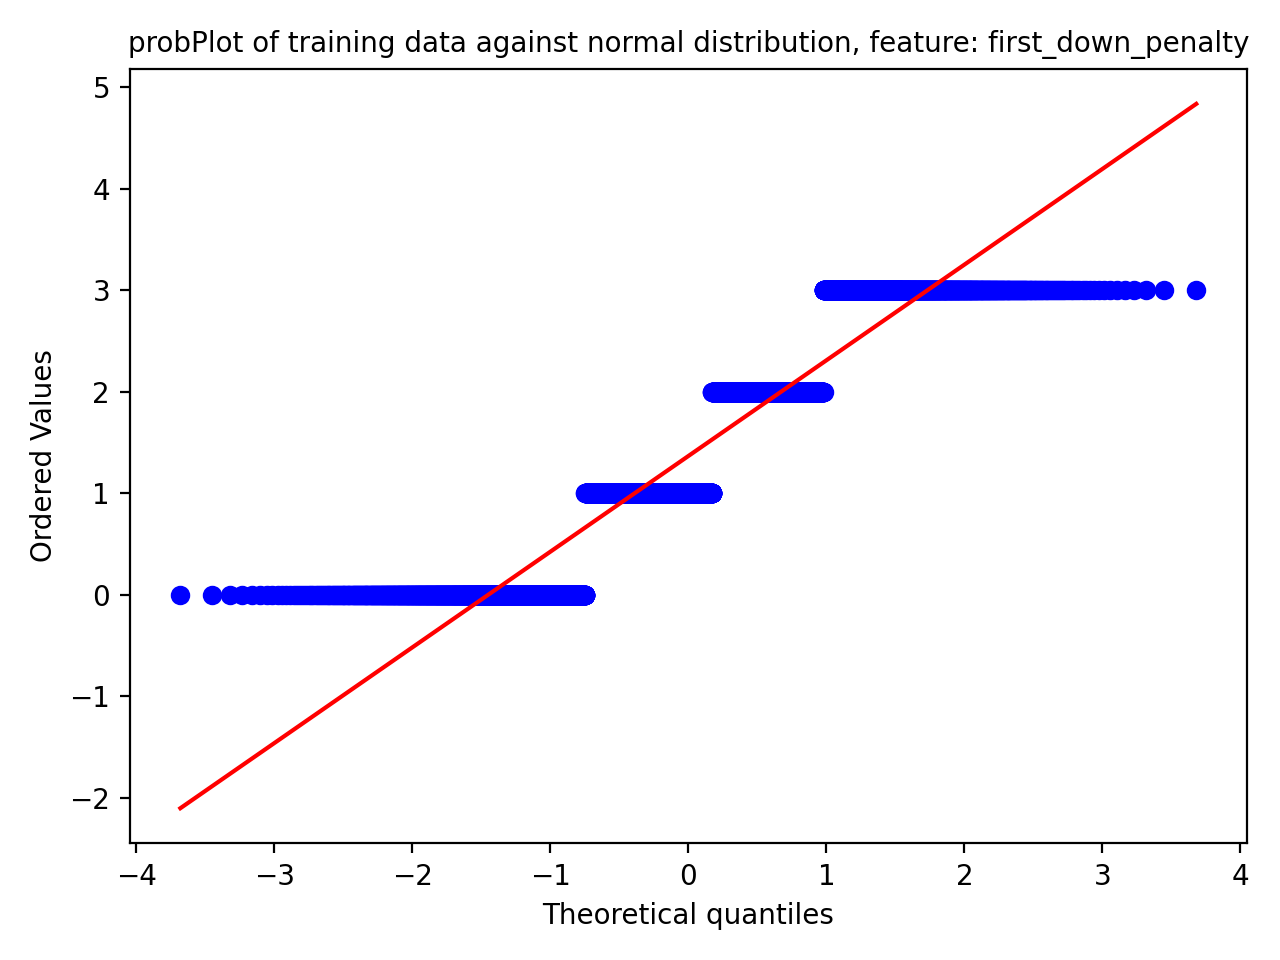 probPlot of training data against normal distribution, feature: first_down_penalty
5
4
3
2
1
0
−1
−2
Ordered Values
−4 −3 −2 −1 0 1 2 3 4
Theoretical quantiles